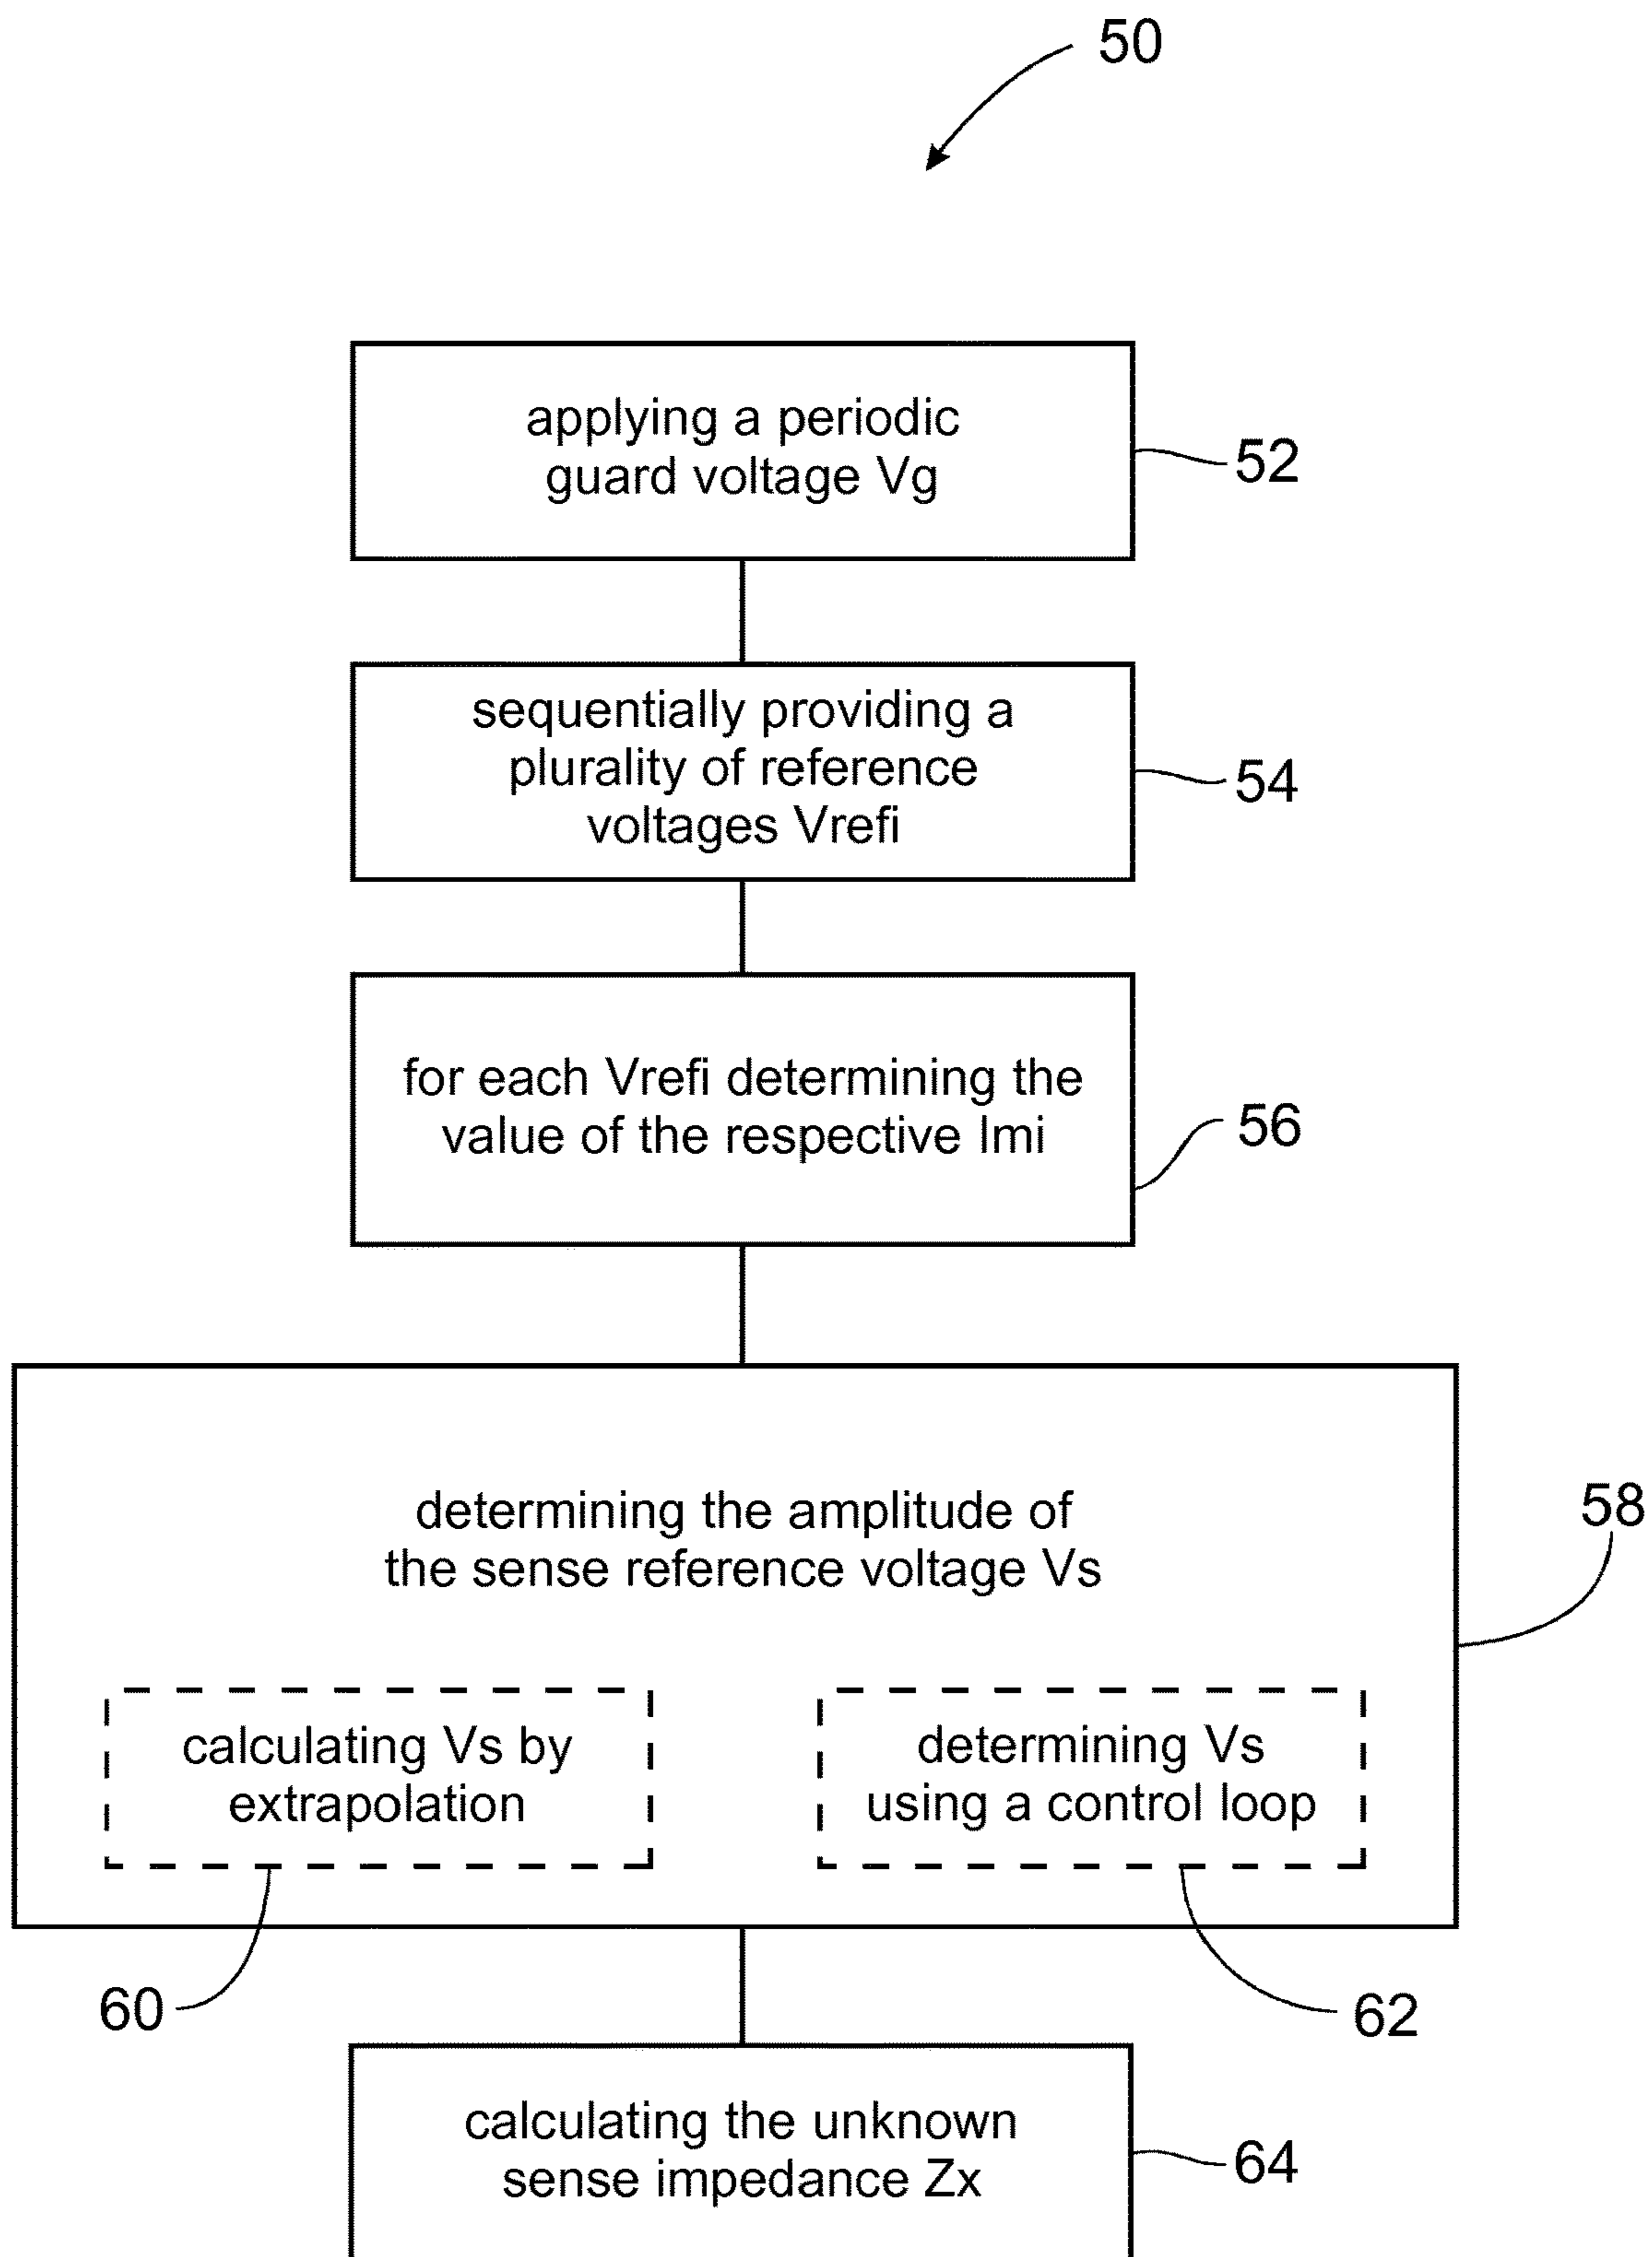 50
applying a periodic
guard voltage Vg
52
sequentially providing a
plurality of reference
voltages Vrefi
54
for each Vrefi determining the
value of the respective Imi
56
determining the amplitude of
the sense reference voltage Vs
58
calculating Vs by
extrapolation
determining Vs
using a control loop
60
62
calculating the unknown
sense impedance Zx
64